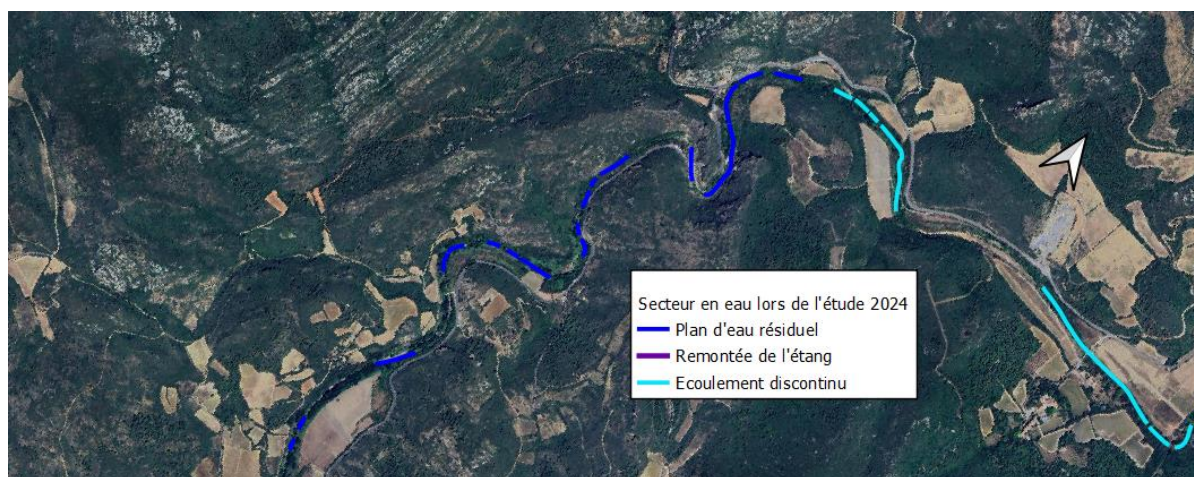 Secteur en eau lors de l'étude 2024
Plan d'eau résiduel
Remontée de l'étang
Ecoulement discontinu